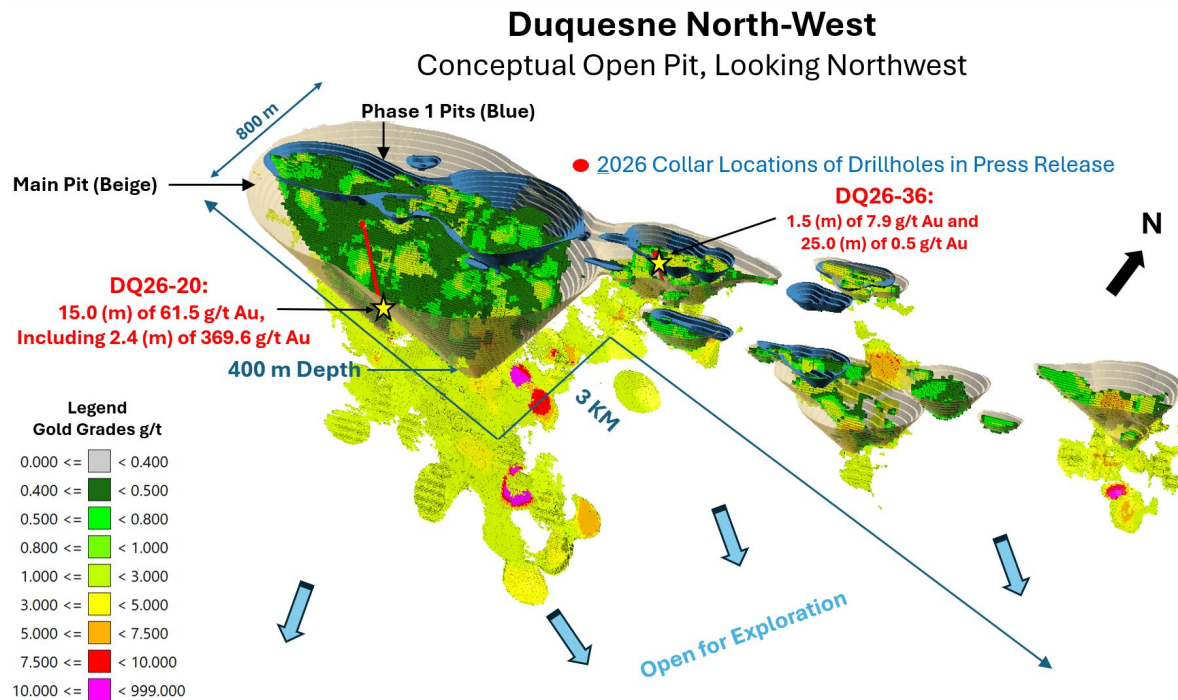 Duquesne North-West
Conceptual Open Pit, Looking Northwest
800 m
Phase 1 Pits (Blue)
2026 Collar Locations of Drillholes in Press Release
Main Pit (Beige)
DQ26-36:
1.5 (m) of 7.9 g/t Au and
25.0 (m) of 0.5 g/t Au
N
DQ26-20:
15.0 (m) of 61.5 g/t Au,
Including 2.4 (m) of 369.6 g/t Au
400 m Depth
3 KM
Legend
Gold Grades g/t
0.000 <= < 0.400
0.400 <= < 0.500
0.500 <= < 0.800
0.800 <= < 1.000
1.000 <= < 3.000
3.000 <= < 5.000
5.000 <= < 7.500
7.500 <= < 10.000
10.000 <= < 999.000
Open for Exploration